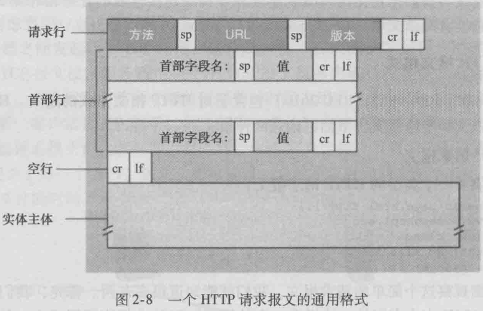 请求行 方法 sp URL sp 版本 cr lf
首部字段名: sp 值 cr lf
首部行
首部字段名: sp 值 cr lf
空行 cr lf
实体主体
图 2-8 一个 HTTP 请求报文的通用格式